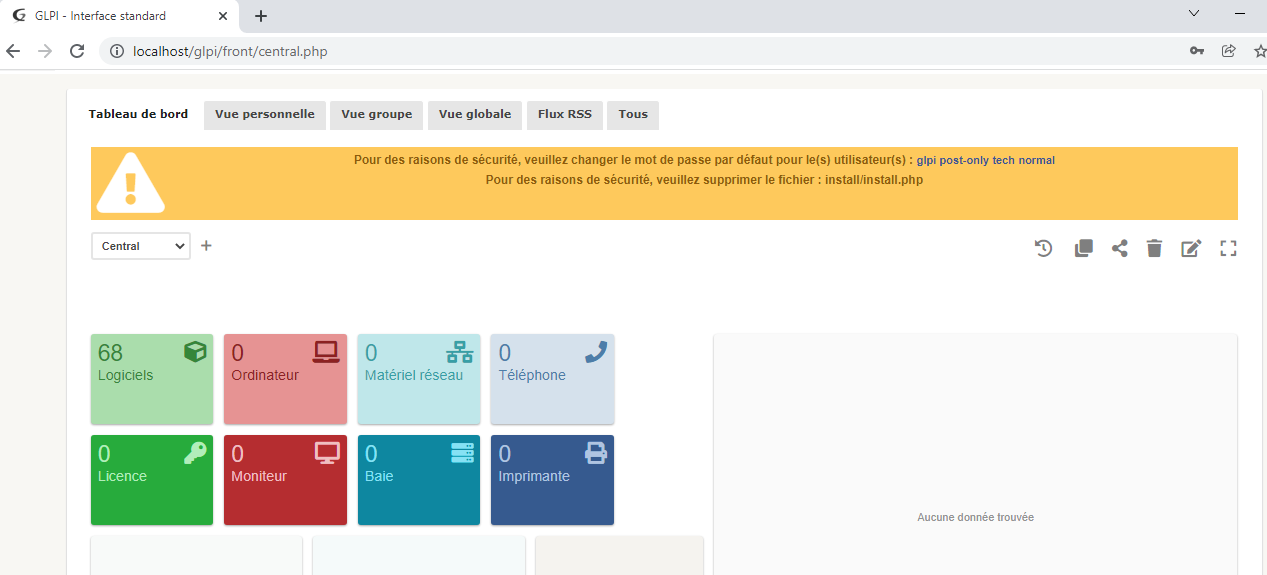 GLPI - Interface standard
localhost/glpi/front/central.php
Tableau de bord Vue personnelle Vue groupe Vue globale Flux RSS Tous
Pour des raisons de sécurité, veuillez changer le mot de passe par défaut pour le(s) utilisateur(s) : glpi post-only tech normal
Pour des raisons de sécurité, veuillez supprimer le fichier : install/install.php
Central
68 0 0 0
Logiciels Ordinateur Matériel réseau Téléphone
0 0 0 0
Licence Moniteur Baie Imprimante
Aucune donnée trouvée